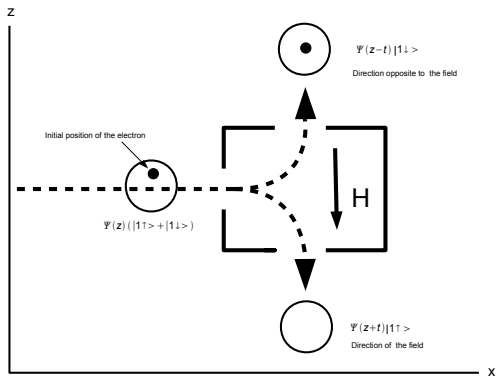 z
Ψ(z−t)|1↓>
Direction opposite to the field
Initial position of the electron
H
Ψ(z)(|1↑>+|1↓>)
Ψ(z+t)|1↑>
Direction of the field
x